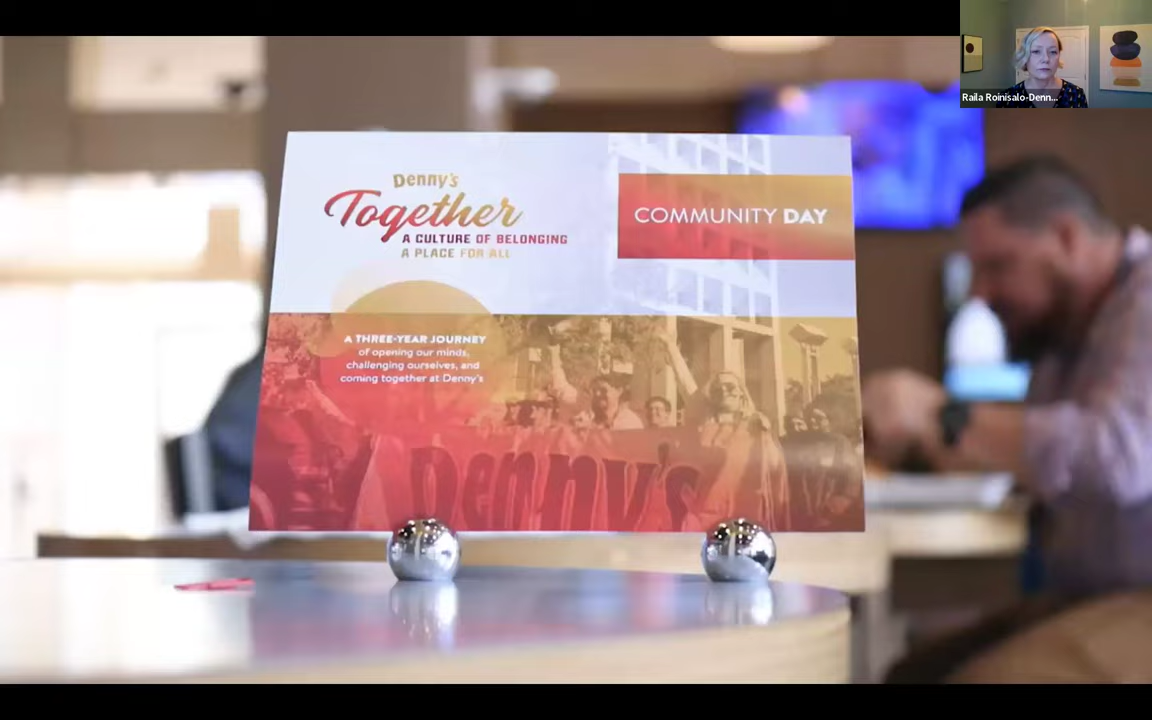 Denny's
Together
A CULTURE OF BELONGING
A PLACE FOR ALL
COMMUNITY DAY
A THREE-YEAR JOURNEY
of opening our minds,
challenging ourselves, and
coming together at Denny's
Denny's
Raila Roinisalo-Denn...